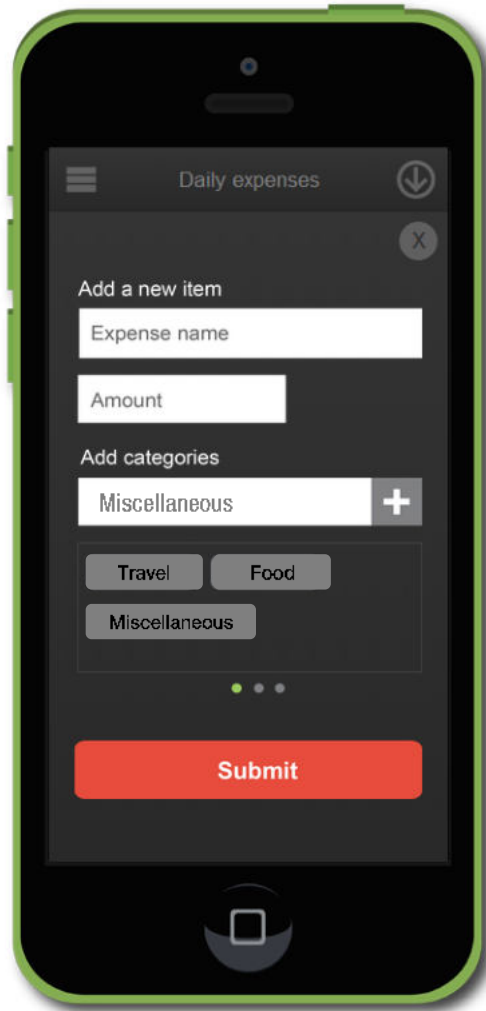 Daily expenses
X
Add a new item
Expense name
Amount
Add categories
Miscellaneous
Travel Food
Miscellaneous
Submit